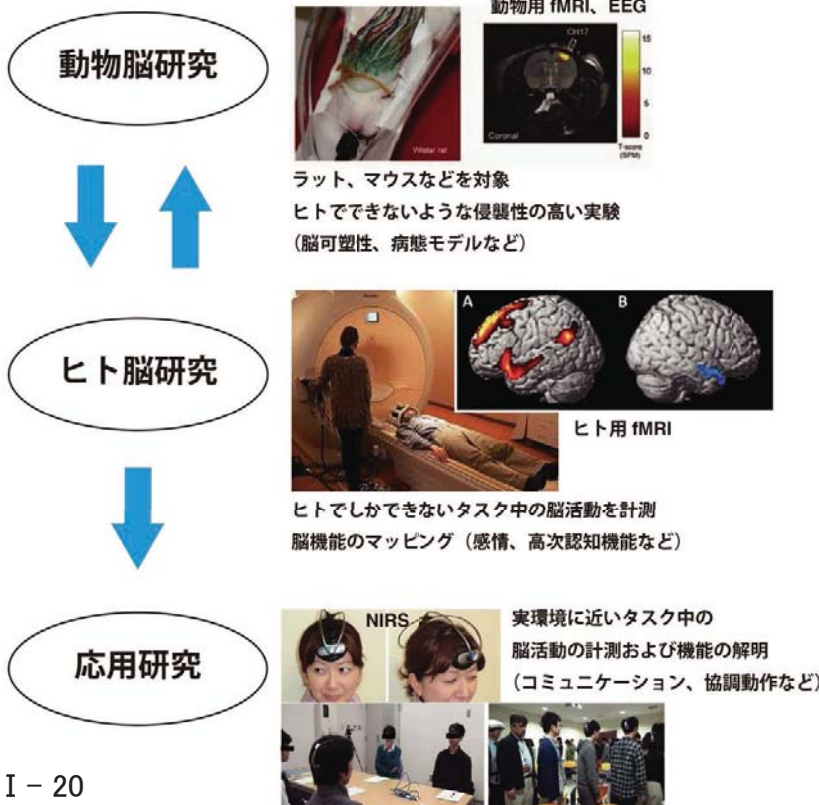 動物用 fMRI、EEG
動物脳研究
CH17
15
10
5
0
T-score
(SPM)
Coronal
Wistar rat
ラット、マウスなどを対象
ヒトでできないような侵襲性の高い実験
(脳可塑性、病態モデルなど)
A
B
ヒト脳研究
ヒト用 fMRI
ヒトでしかできないタスク中の脳活動を計測
脳機能のマッピング(感情、高次認知機能など)
NIRS
応用研究
実環境に近いタスク中の
脳活動の計測および機能の解明
(コミュニケーション、協調動作など)
I − 20